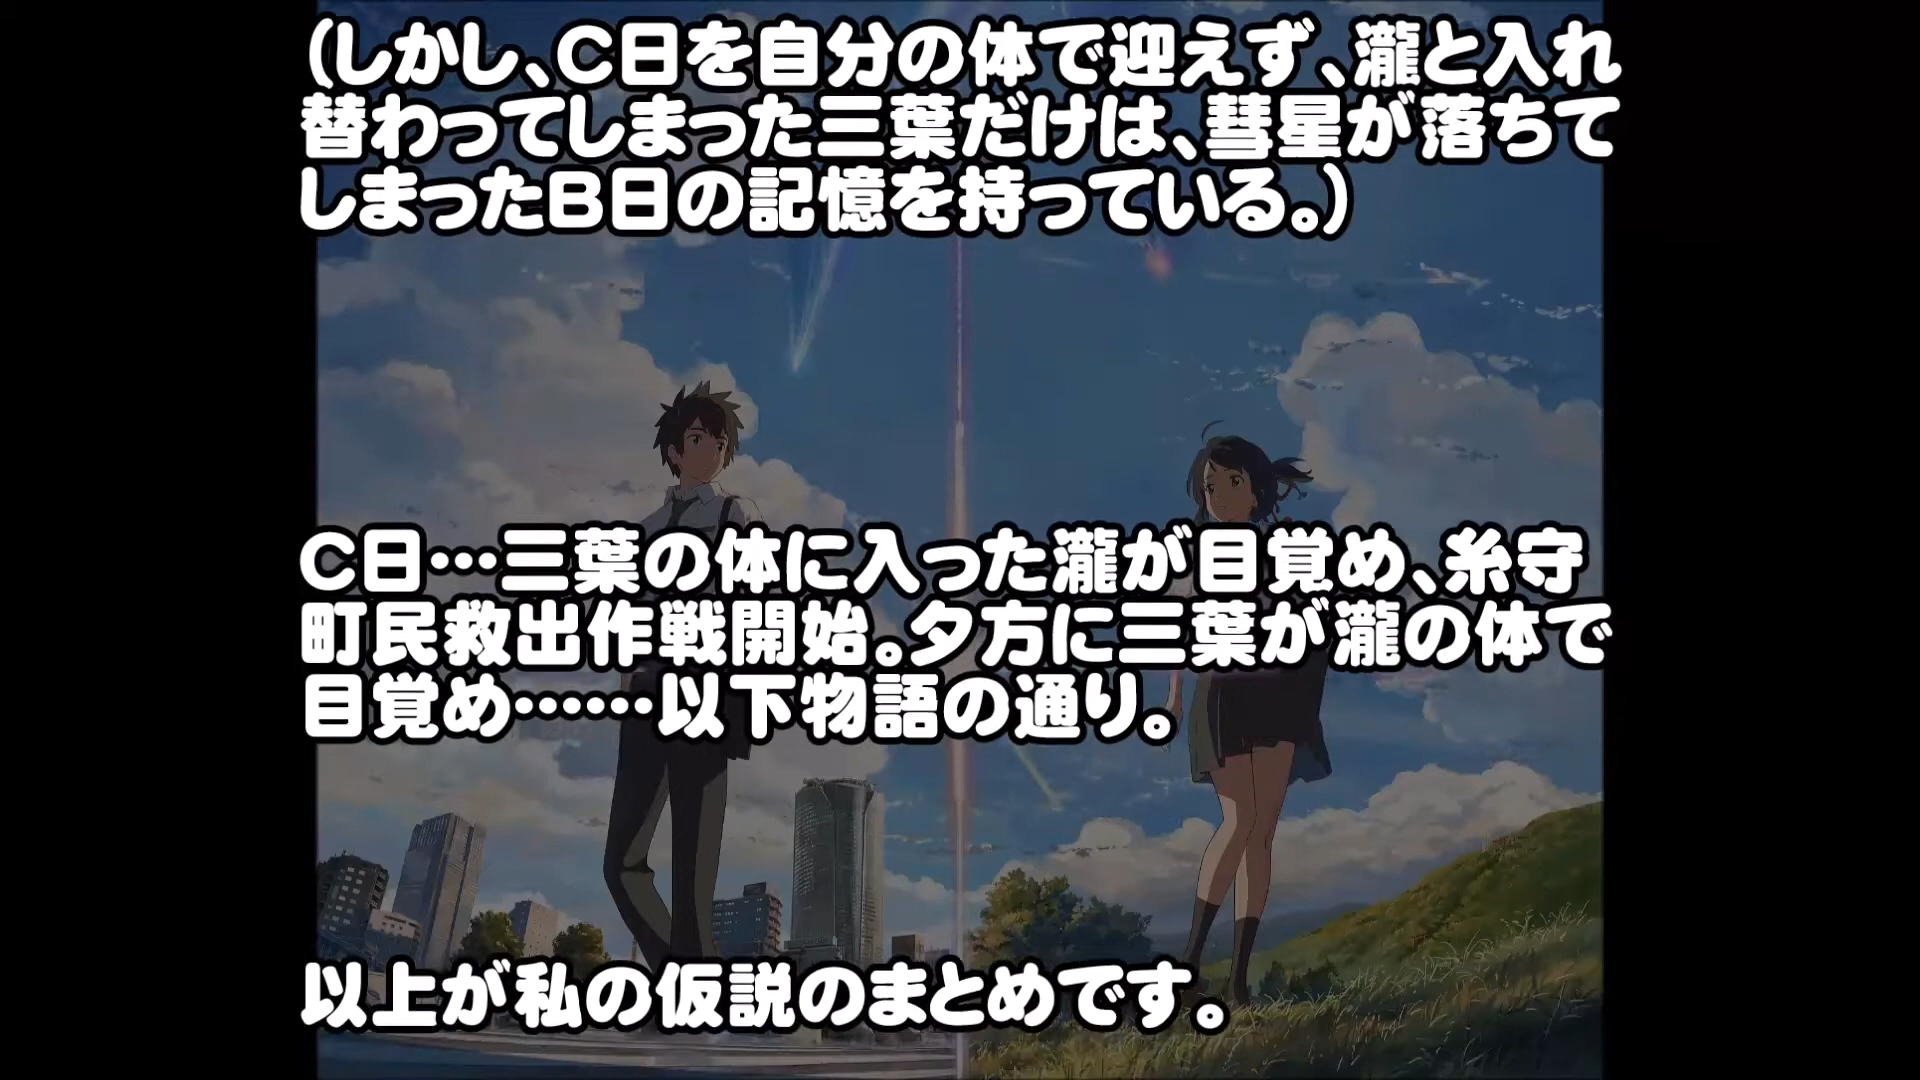 （しかし、C日を自分の体で迎えず、瀧と入れ
替わってしまった三葉だけは、彗星が落ちて
しまったB日の記憶を持っている。）
C日…三葉の体に入った瀧が目覚め、糸守
町民救出作戦開始。夕方に三葉が瀧の体で
目覚め……以下物語の通り。
以上が私の仮説のまとめです。